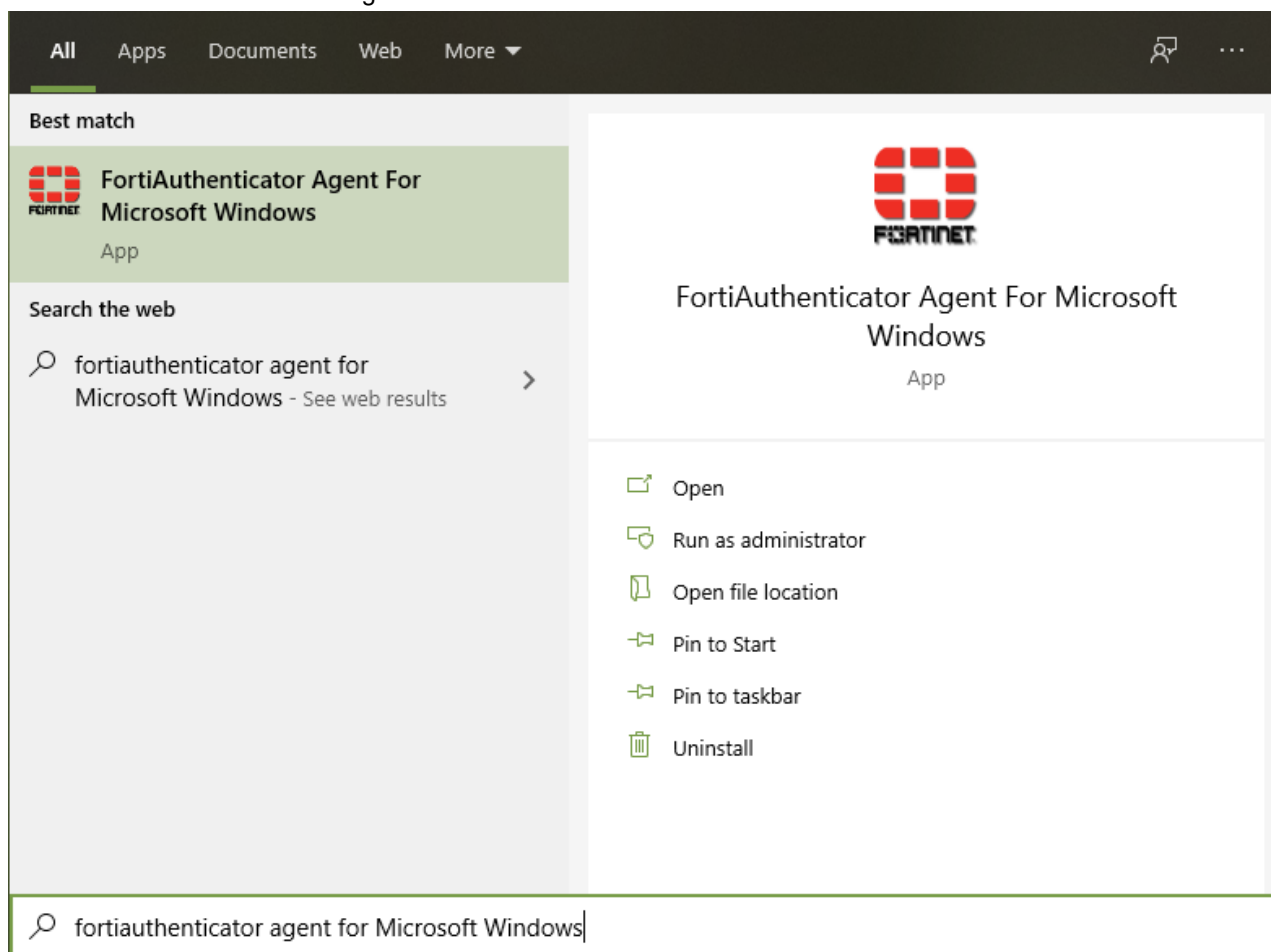 All Apps Documents Web More
Best match
FortiAuthenticator Agent For
Microsoft Windows
App
FORTINET
Search the web
fortiauthenticator agent for
Microsoft Windows - See web results
FORTINET
FortiAuthenticator Agent For Microsoft
Windows
App
Open
Run as administrator
Open file location
Pin to Start
Pin to taskbar
Uninstall
fortiauthenticator agent for Microsoft Windows